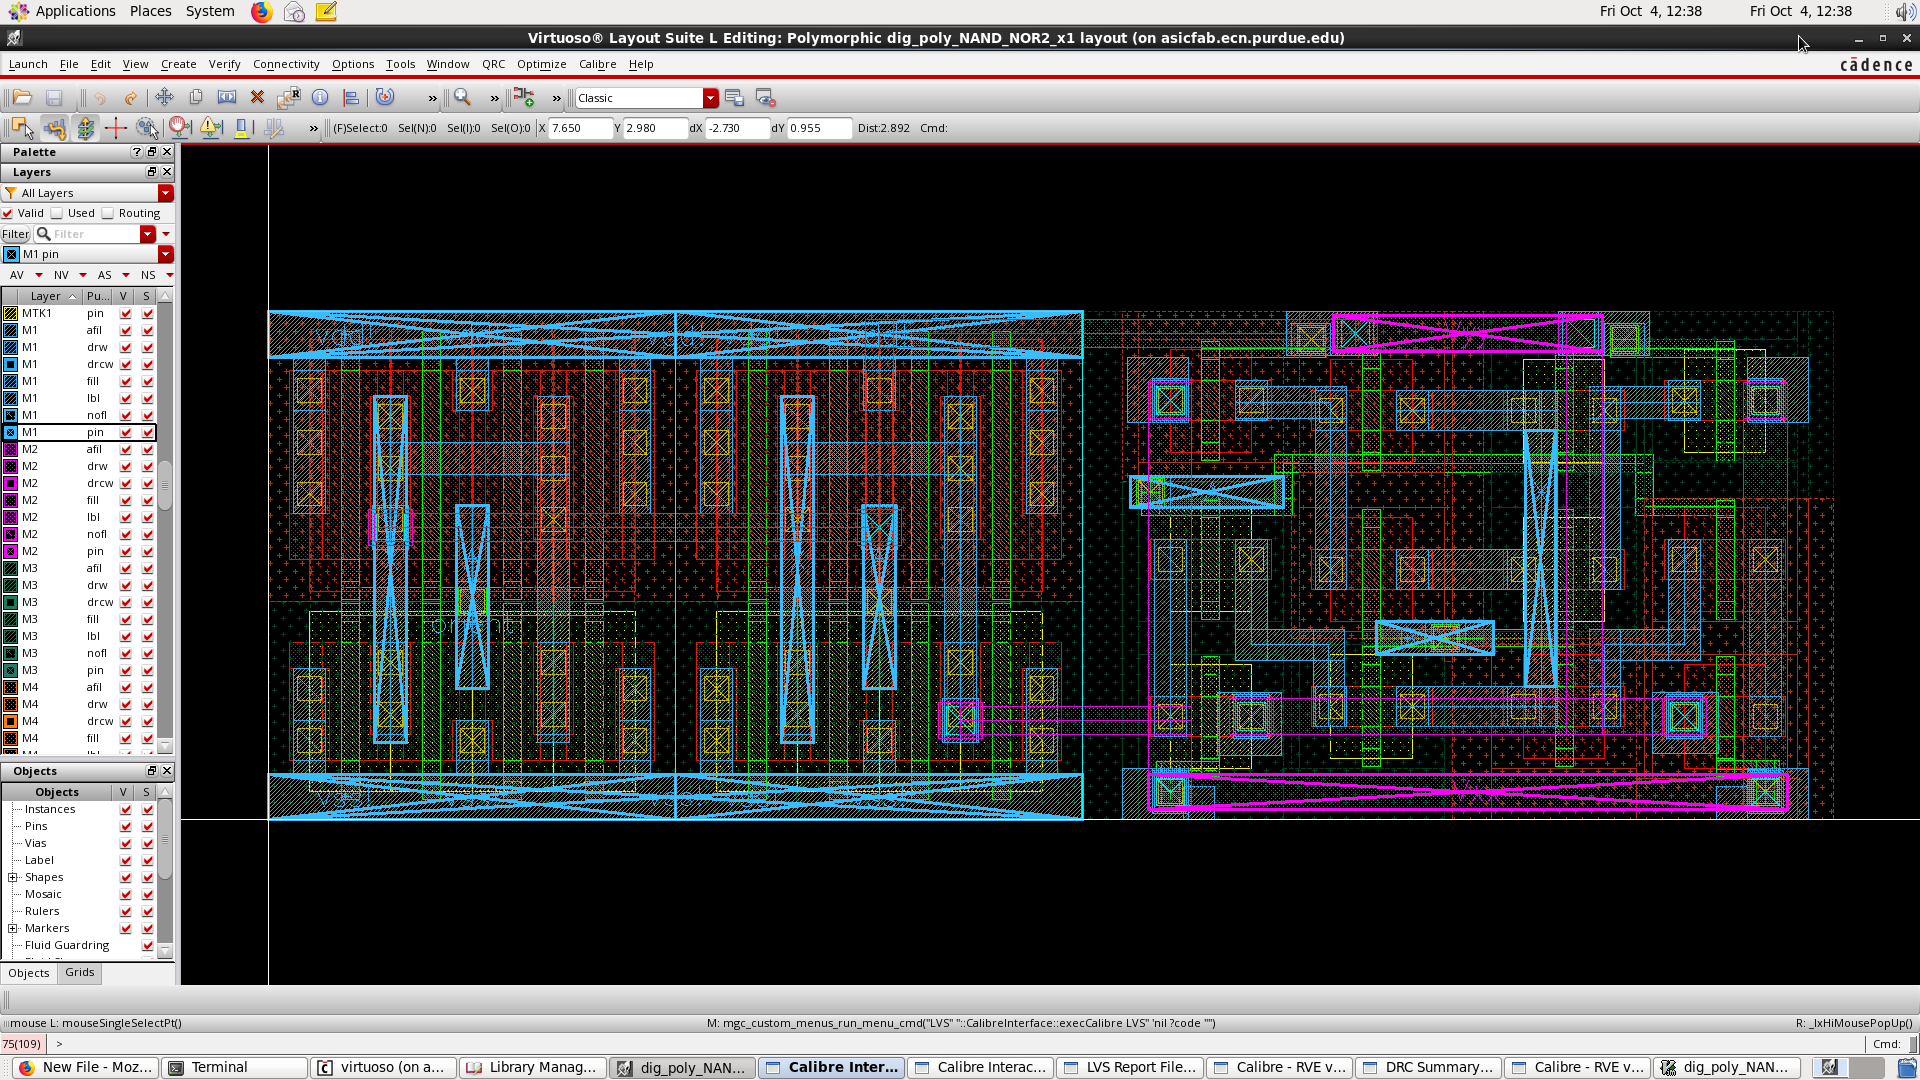 Applications Places System Fri Oct 4, 12:38 Fri Oct 4, 12:38
Virtuoso® Layout Suite L Editing: Polymorphic dig_poly_NAND_NOR2_x1 layout (on asicfab.ecn.purdue.edu)
Launch File Edit View Create Verify Connectivity Options Tools Window QRC Optimize Calibre Help cādence
» » » Classic
» (F)Select:0 Sel(N):0 Sel(I):0 Sel(O):0 X 7.650 Y 2.980 dX -2.730 dY 0.955 Dist:2.892 Cmd:
Palette
Layers
All Layers
Valid Used Routing
Filter Filter
M1 pin
AV NV AS NS
Layer Pu... V S
MTK1 pin
M1 afil
M1 drw
M1 drcw
M1 fill
M1 lbl
M1 nofl
M1 pin
M2 afil
M2 drw
M2 drcw
M2 fill
M2 lbl
M2 nofl
M2 pin
M3 afil
M3 drw
M3 drcw
M3 fill
M3 lbl
M3 nofl
M3 pin
M4 afil
M4 drw
M4 drcw
M4 fill
Objects
Objects V S
Instances
Pins
Vias
Label
Shapes
Mosaic
Rulers
Markers
Fluid Guardring
Objects Grids
mouse L: mouseSingleSelectPt() M: mgc_custom_menus_run_menu_cmd("LVS" "::CalibreInterface::execCalibre LVS" 'nil ?code "") R: _lxHiMousePopUp()
75(109) > Cmd:
New File - Moz... Terminal virtuoso (on a... Library Manag... dig_poly_NAN... Calibre Inter... Calibre Interac... LVS Report File... Calibre - RVE v... DRC Summary... Calibre - RVE v... dig_poly_NAN...